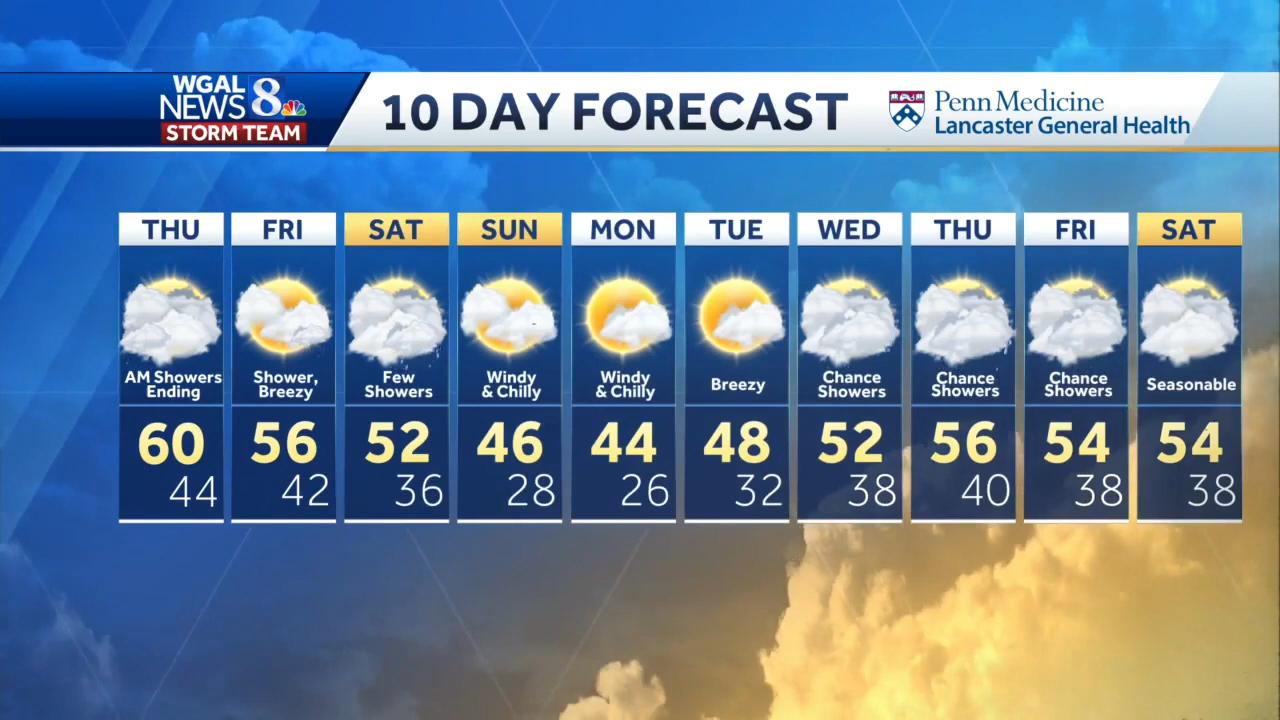 WGAL
NEWS 8
STORM TEAM
10 DAY FORECAST
Penn Medicine
Lancaster General Health
THU FRI SAT SUN MON TUE WED THU FRI SAT
AM Showers
Ending
Shower,
Breezy
Few
Showers
Windy
& Chilly
Windy
& Chilly
Breezy
Chance
Showers
Chance
Showers
Chance
Showers
Seasonable
60 56 52 46 44 48 52 56 54 54
44 42 36 28 26 32 38 40 38 38